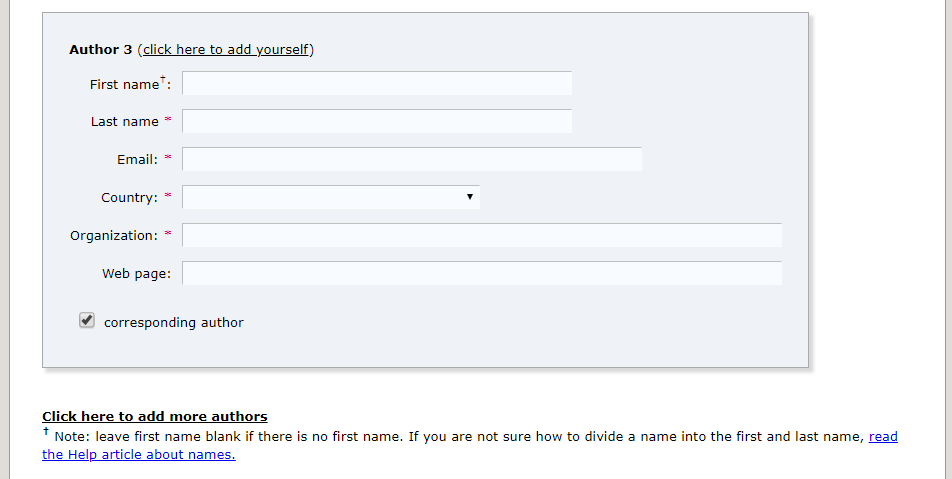 Author 3 (click here to add yourself)
First name†:
Last name *
Email: *
Country: *
Organization: *
Web page:
corresponding author
Click here to add more authors
† Note: leave first name blank if there is no first name. If you are not sure how to divide a name into the first and last name, read
the Help article about names.